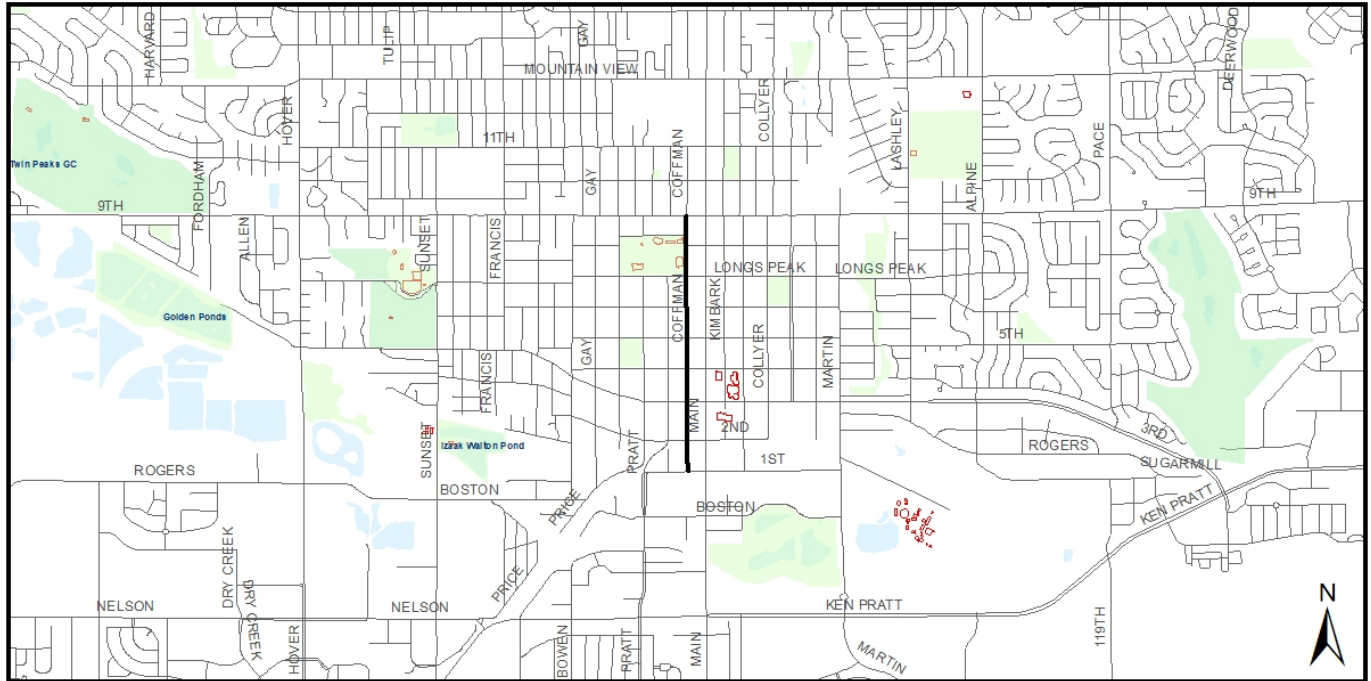 HARVARD
TULIP
GAY
DEERWOOD
MOUNTAIN VIEW
COLLYER
HOVER
11TH
LASHLEY
PACE
Twin Peaks GC
COFFMAN
FORDHAM
GAY
ALPINE
9TH
9TH
ALLEN
SUNSET
FRANCIS
LONGS PEAK
LONGS PEAK
Golden Ponds
COFFMAN
KIMBARK
5TH
GAY
COLLYER
MARTIN
FRANCIS
MAIN
2ND
3RD
SUNSET
Izaak Walton Pond
ROGERS
PRATT
1ST
SUGARMILL
ROGERS
BOSTON
PRICE
BOSTON
KEN PRATT
DRY CREEK
PRICE
NELSON
NELSON
KEN PRATT
N
DRY CREEK
HOVER
BOWEN
PRATT
MAIN
MARTIN
119TH